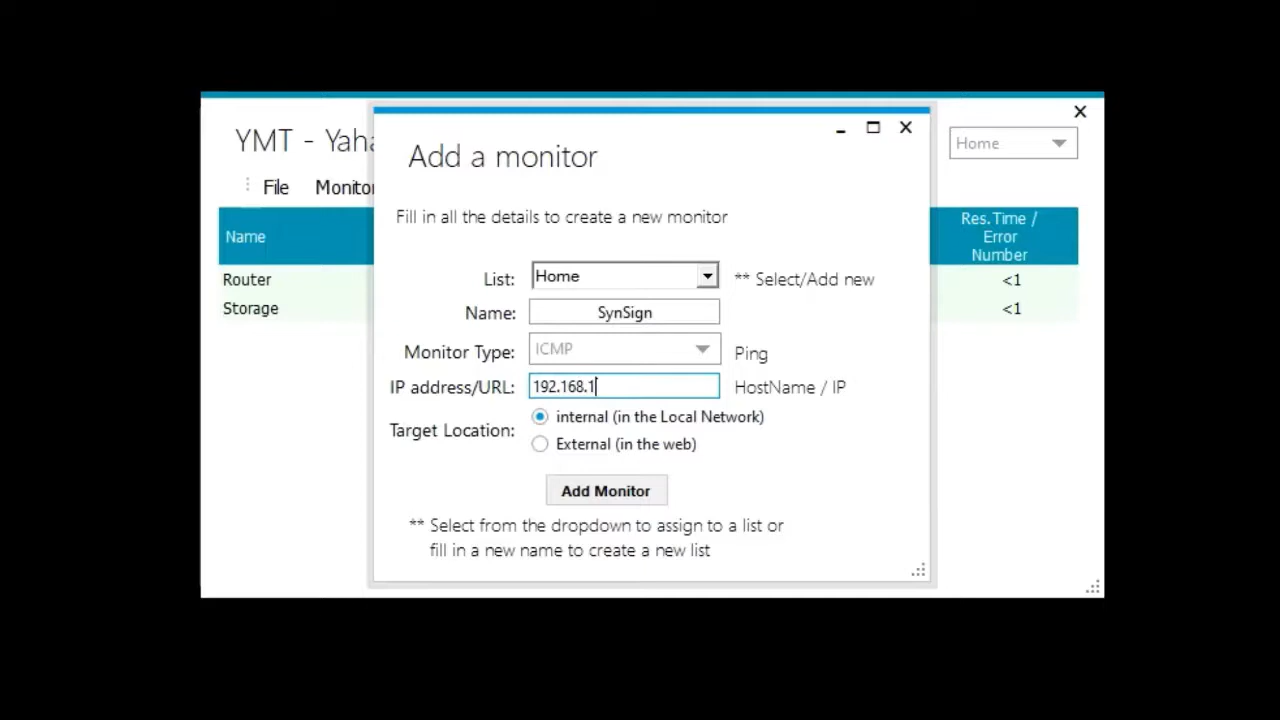 YMT - Yaha
Home
File Monitor
Name
Res.Time /
Error
Number
Router <1
Storage <1
Add a monitor
Fill in all the details to create a new monitor
List: Home ** Select/Add new
Name: SynSign
Monitor Type: ICMP Ping
IP address/URL: 192.168.1 HostName / IP
Target Location: internal (in the Local Network)
External (in the web)
Add Monitor
** Select from the dropdown to assign to a list or
fill in a new name to create a new list